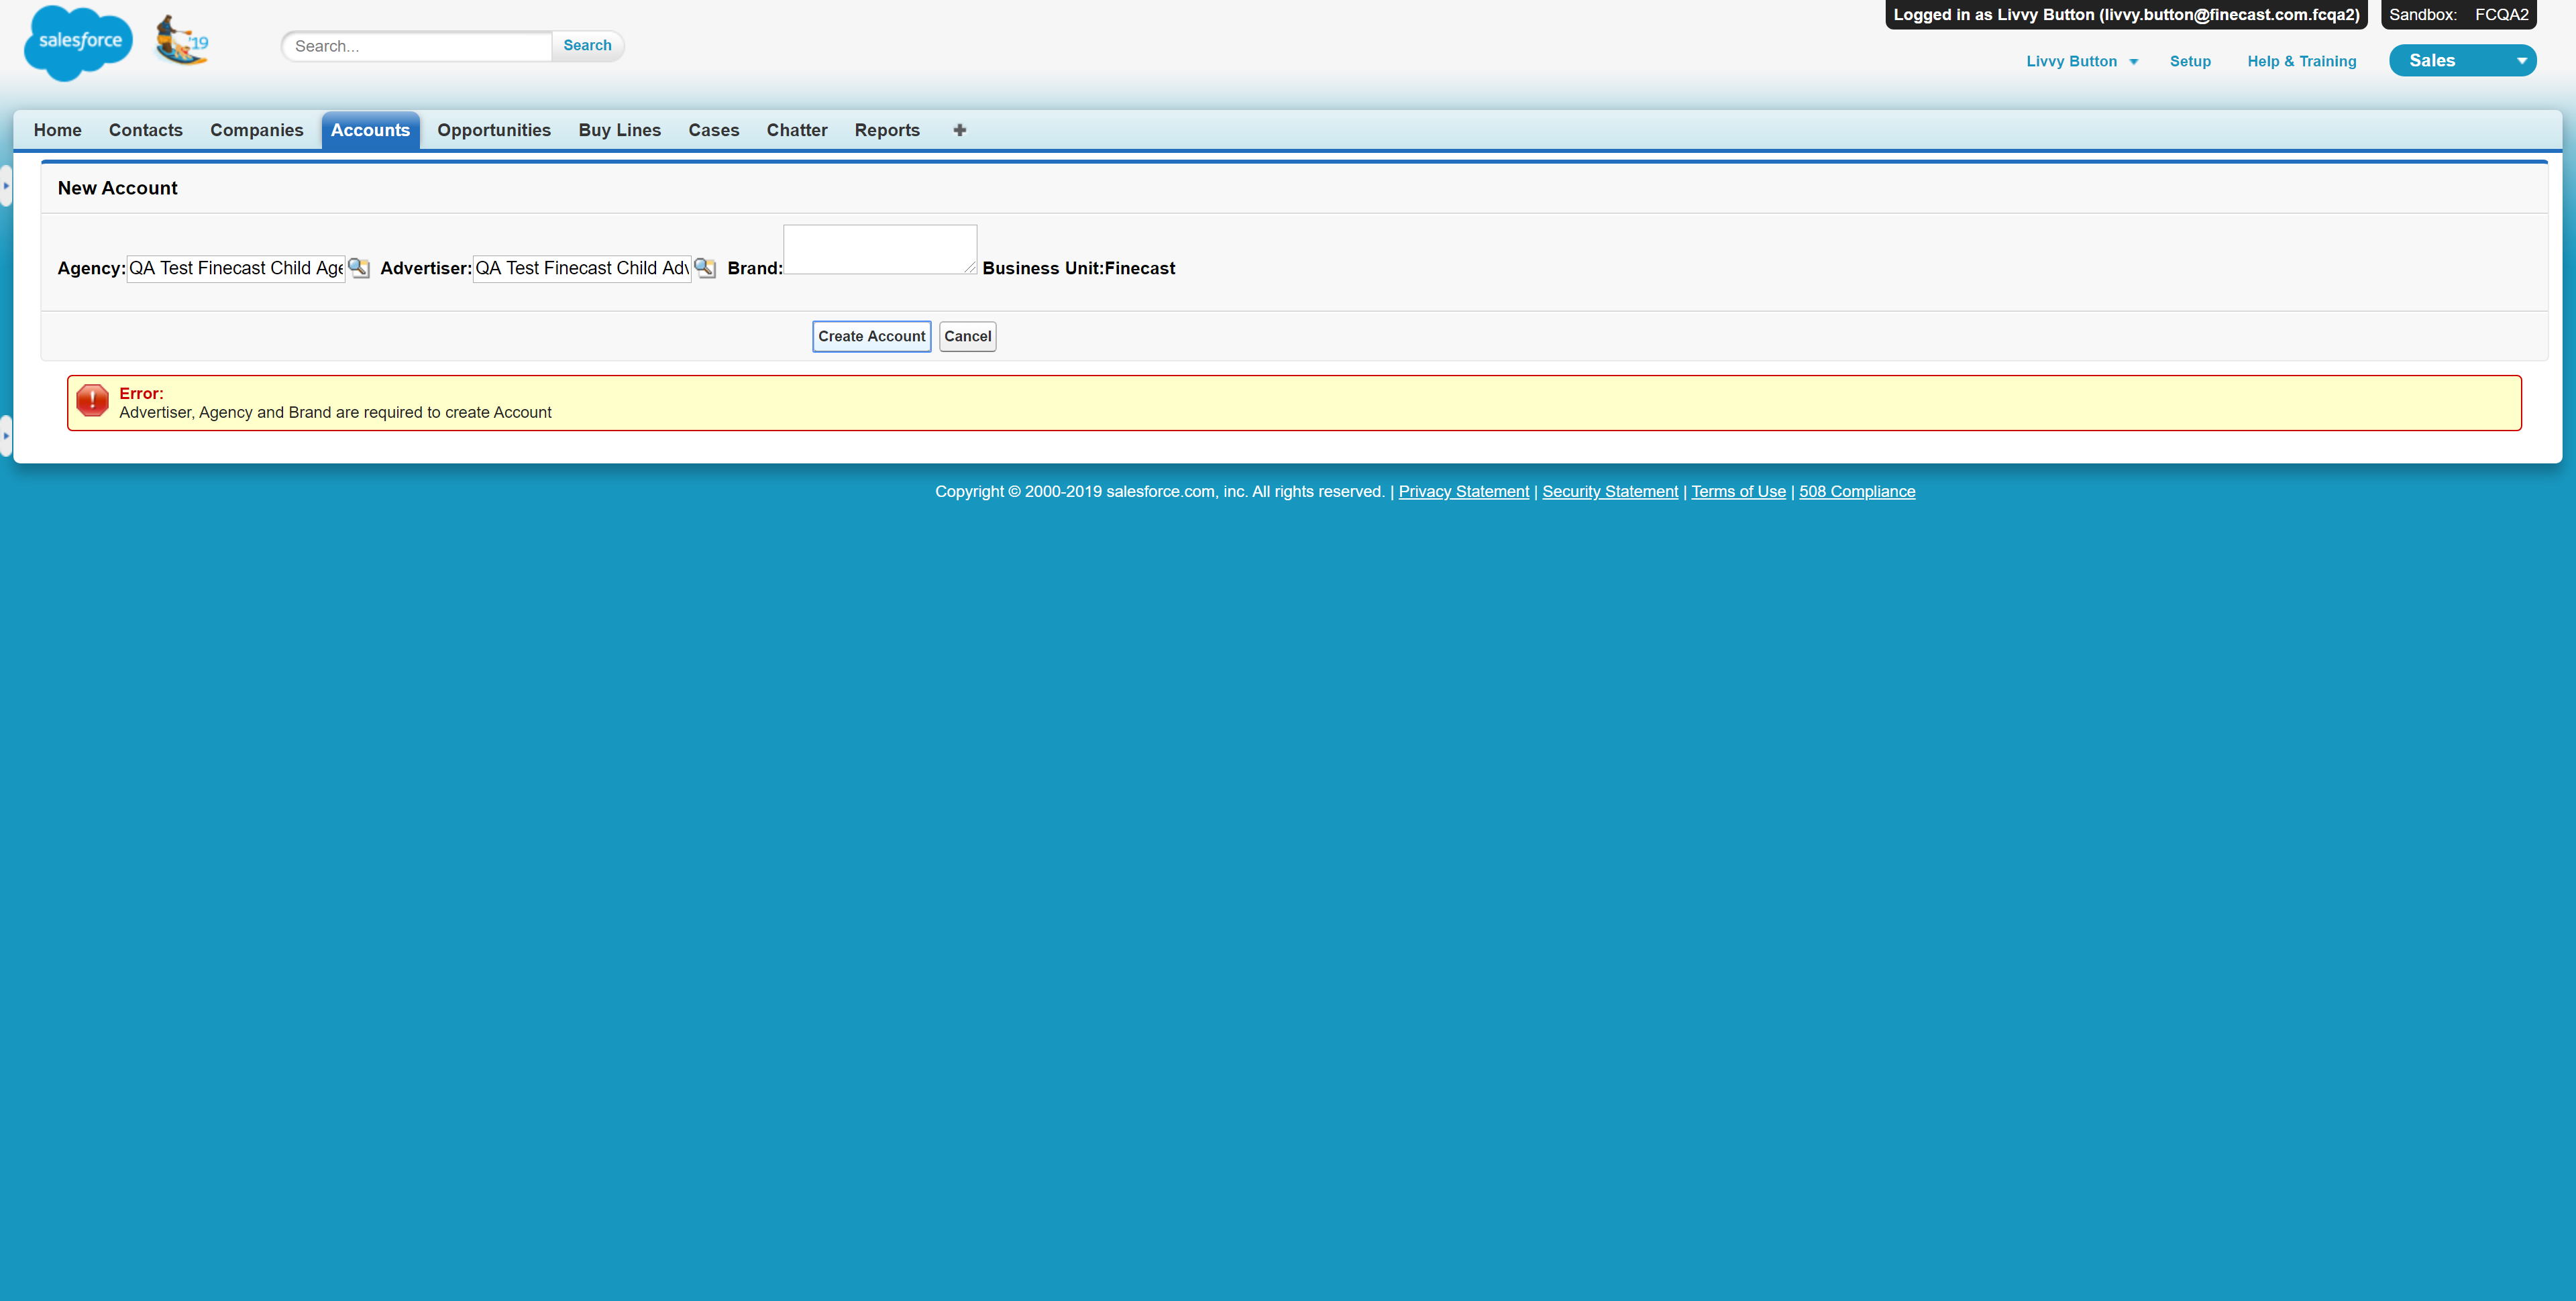 Logged in as Livvy Button (livvy.button@finecast.com.fcqa2) Sandbox: FCQA2
salesforce '19 Search... Search
Livvy Button Setup Help & Training Sales
Home Contacts Companies Accounts Opportunities Buy Lines Cases Chatter Reports
New Account
Agency: QA Test Finecast Child Age Advertiser: QA Test Finecast Child Adv Brand: Business Unit:Finecast
Create Account Cancel
Error:
Advertiser, Agency and Brand are required to create Account
Copyright © 2000-2019 salesforce.com, inc. All rights reserved. | Privacy Statement | Security Statement | Terms of Use | 508 Compliance